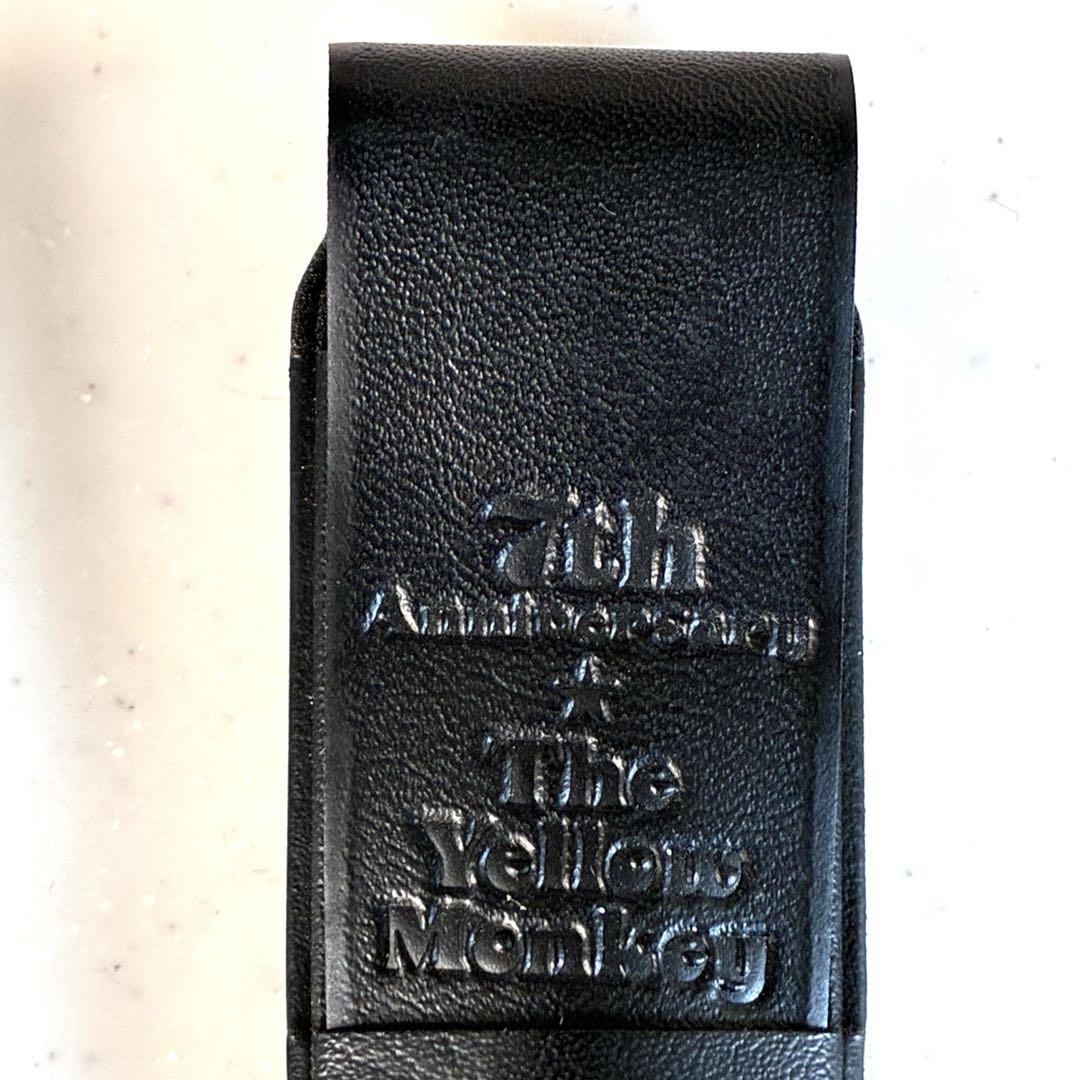 7th
Anniversary
★
The
Yellow
Monkey